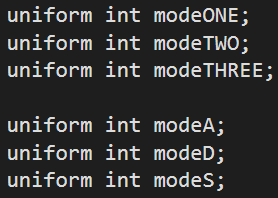 uniform int modeONE;
uniform int modeTWO;
uniform int modeTHREE;
uniform int modeA;
uniform int modeD;
uniform int modeS;